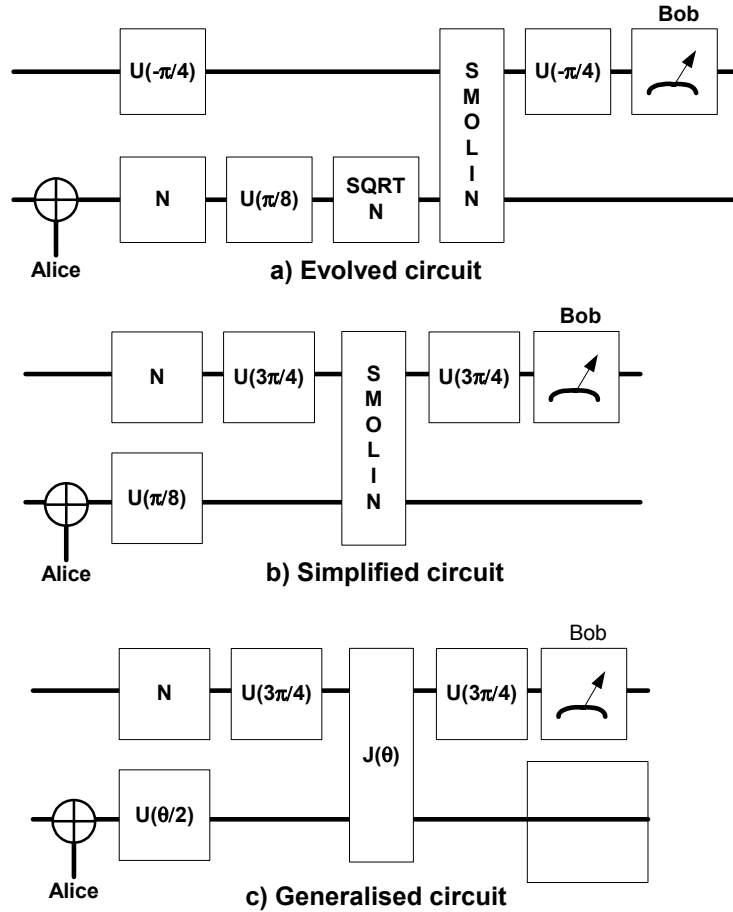 Bob
U(-π/4)
S
M
O
L
I
N
U(-π/4)
N
U(π/8)
SQRT
N
Alice
a) Evolved circuit
Bob
N
U(3π/4)
S
M
O
L
I
N
U(3π/4)
U(π/8)
Alice
b) Simplified circuit
Bob
N
U(3π/4)
J(θ)
U(3π/4)
U(θ/2)
Alice
c) Generalised circuit